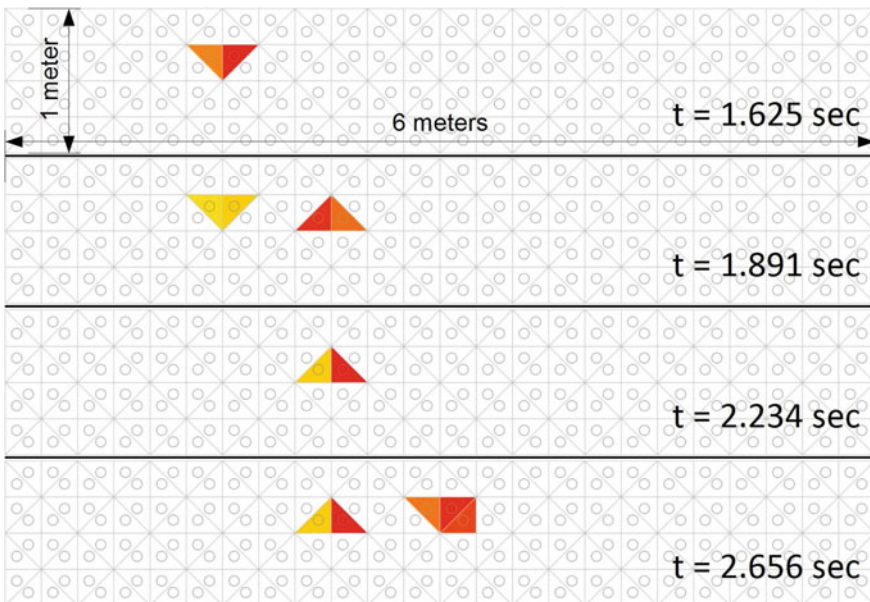 1 meter
t = 1.625 sec
6 meters
t = 1.891 sec
t = 2.234 sec
t = 2.656 sec